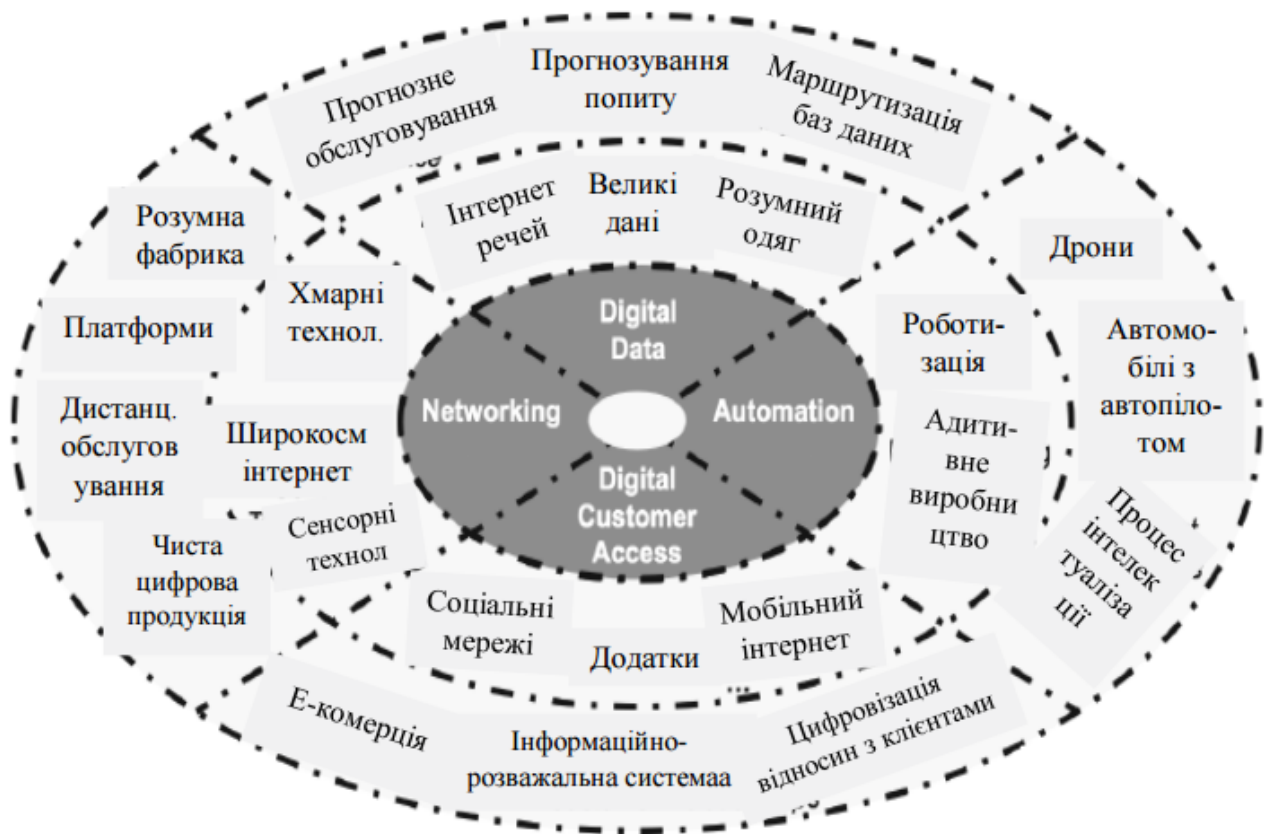 Прогнозне
обслуговування
Прогнозування
попиту
Маршрутизація
баз даних
Інтернет
речей
Великі
дані
Розумний
одяг
Розумна
фабрика
Хмарні
технол.
Платформи
Дистанц.
обслугов
ування
Широкосм
інтернет
Чиста
цифрова
продукція
Сенсорні
технол
Digital
Data
Networking
Automation
Digital
Customer
Access
Дрони
Роботи-
зація
Автомо-
білі з
автопіло-
том
Адити-
вне
виробни
цтво
Процес
інтелек
туаліза
ції
Соціальні
мережі
Додатки
Мобільний
інтернет
...
Е-комерція
Інформаційно-
розважальна системаа
Цифровізація
відносин з клієнтами